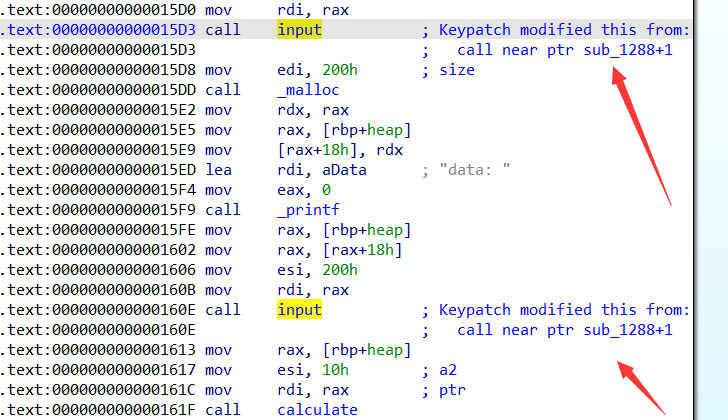 .text:00000000000015D0 mov rdi, rax
.text:00000000000015D3 call input ; Keypatch modified this from:
.text:00000000000015D3 ; call near ptr sub_1288+1
.text:00000000000015D8 mov edi, 200h ; size
.text:00000000000015DD call _malloc
.text:00000000000015E2 mov rdx, rax
.text:00000000000015E5 mov rax, [rbp+heap]
.text:00000000000015E9 mov [rax+18h], rdx
.text:00000000000015ED lea rdi, aData ; "data: "
.text:00000000000015F4 mov eax, 0
.text:00000000000015F9 call _printf
.text:00000000000015FE mov rax, [rbp+heap]
.text:0000000000001602 mov rax, [rax+18h]
.text:0000000000001606 mov esi, 200h
.text:000000000000160B mov rdi, rax
.text:000000000000160E call input ; Keypatch modified this from:
.text:000000000000160E ; call near ptr sub_1288+1
.text:0000000000001613 mov rax, [rbp+heap]
.text:0000000000001617 mov esi, 10h ; a2
.text:000000000000161C mov rdi, rax ; ptr
.text:000000000000161F call calculate